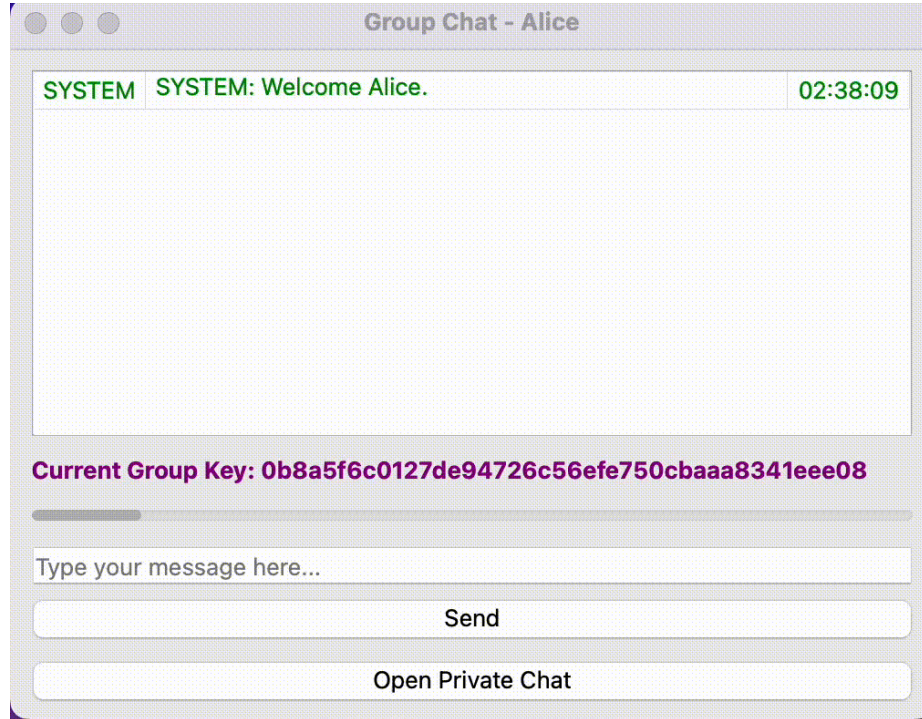 Group Chat - Alice
SYSTEM SYSTEM: Welcome Alice. 02:38:09
Current Group Key: 0b8a5f6c0127de94726c56efe750cbaaa8341eee08
Type your message here...
Send
Open Private Chat